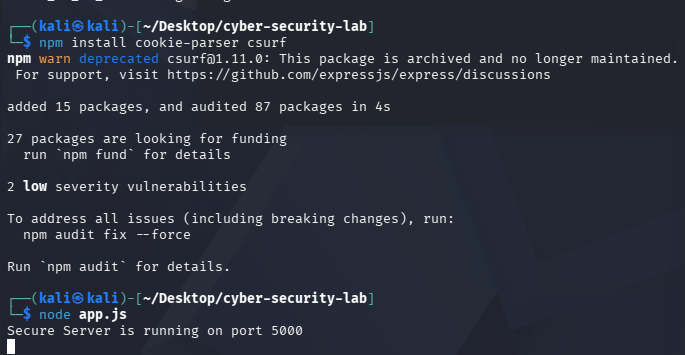 ┌──(kali㉿kali)-[~/Desktop/cyber-security-lab]
└─$ npm install cookie-parser csurf
npm warn deprecated csurf@1.11.0: This package is archived and no longer maintained.
 For support, visit https://github.com/expressjs/express/discussions
added 15 packages, and audited 87 packages in 4s
27 packages are looking for funding
  run `npm fund` for details
2 low severity vulnerabilities
To address all issues (including breaking changes), run:
  npm audit fix --force
Run `npm audit` for details.
┌──(kali㉿kali)-[~/Desktop/cyber-security-lab]
└─$ node app.js
Secure Server is running on port 5000